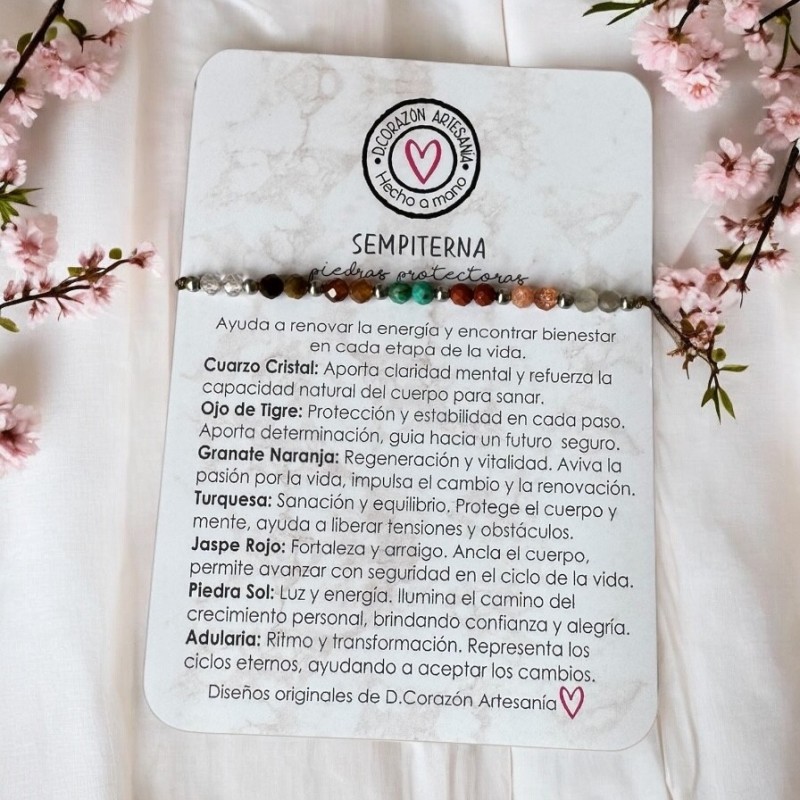 D.CORAZÓN ARTESANÍA
Hecho a mano
SEMPITERNA
piedras protectoras
Ayuda a renovar la energía y encontrar bienestar
en cada etapa de la vida.
Cuarzo Cristal: Aporta claridad mental y refuerza la
capacidad natural del cuerpo para sanar.
Ojo de Tigre: Protección y estabilidad en cada paso.
Aporta determinación, guia hacia un futuro seguro.
Granate Naranja: Regeneración y vitalidad. Aviva la
pasión por la vida, impulsa el cambio y la renovación.
Turquesa: Sanación y equilibrio. Protege el cuerpo y
mente, ayuda a liberar tensiones y obstáculos.
Jaspe Rojo: Fortaleza y arraigo. Ancla el cuerpo,
permite avanzar con seguridad en el ciclo de la vida.
Piedra Sol: Luz y energía. Ilumina el camino del
crecimiento personal, brindando confianza y alegría.
Adularia: Ritmo y transformación. Representa los
ciclos eternos, ayudando a aceptar los cambios.
Diseños originales de D.Corazón Artesanía